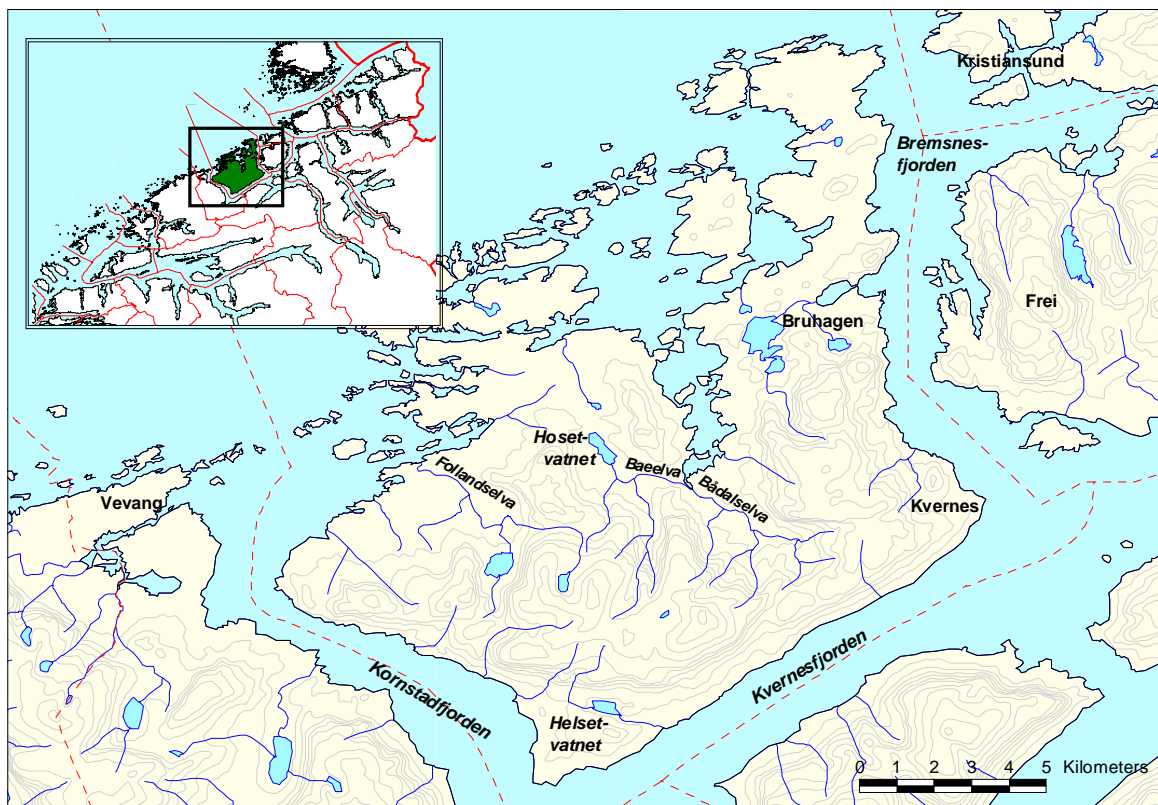 Kristiansund
Bremsnes-
fjorden
Frei
Bruhagen
Hoset-
vatnet
Baeelva
Follandselva
Bådalselva
Vevang
Kvernes
Kornstadfjorden
Kvernesfjorden
Helset-
vatnet
0 1 2 3 4 5 Kilometers